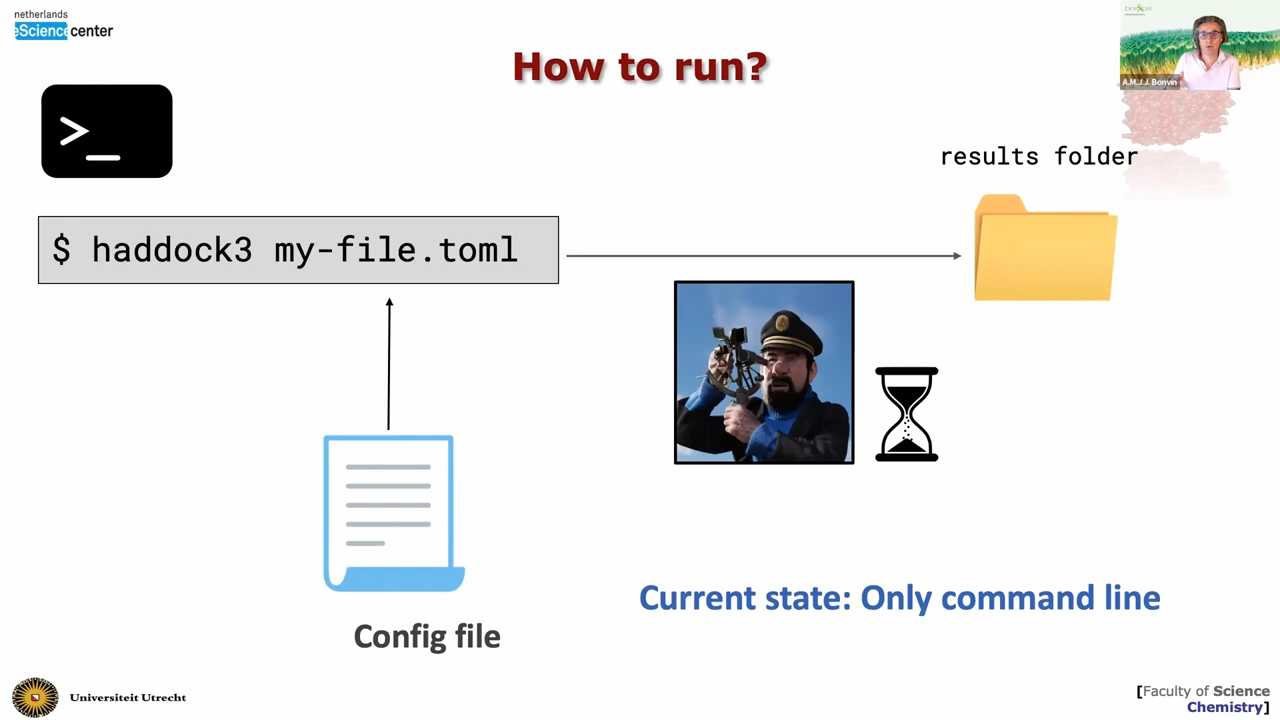 netherlands
eScience center
How to run?
A.M.J.J. Bonvin
>_
results folder
$ haddock3 my-file.toml
Current state: Only command line
Config file
Universiteit Utrecht
[Faculty of Science
Chemistry]